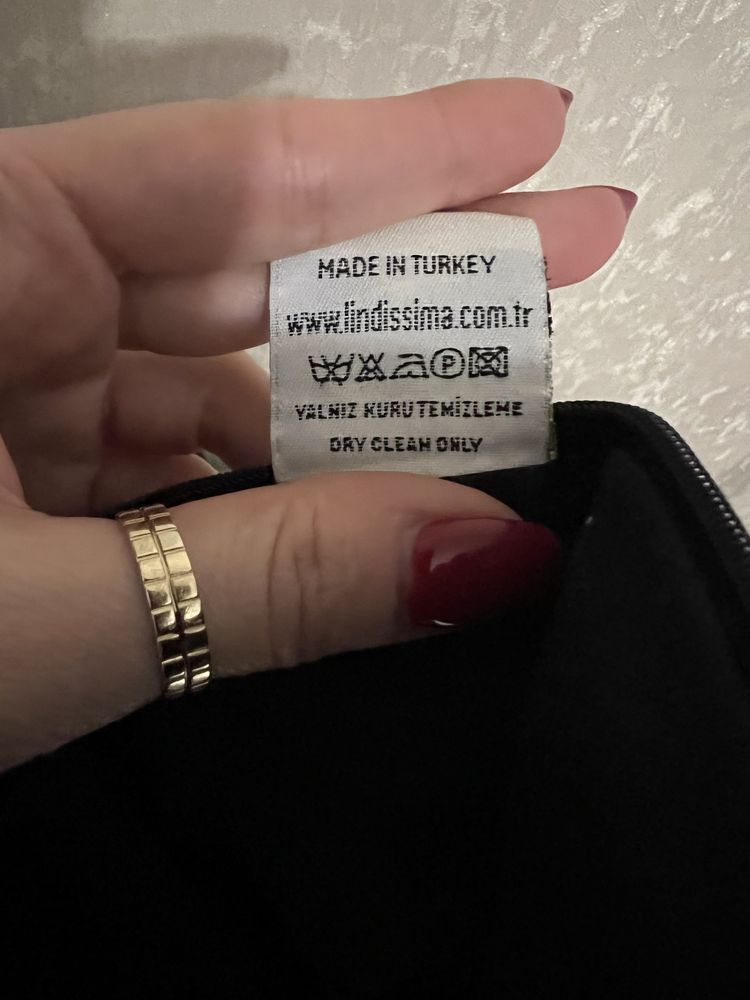 MADE IN TURKEY
www.lindissima.com.tr
P
YALNIZ KURU TEMİZLEME
DRY CLEAN ONLY